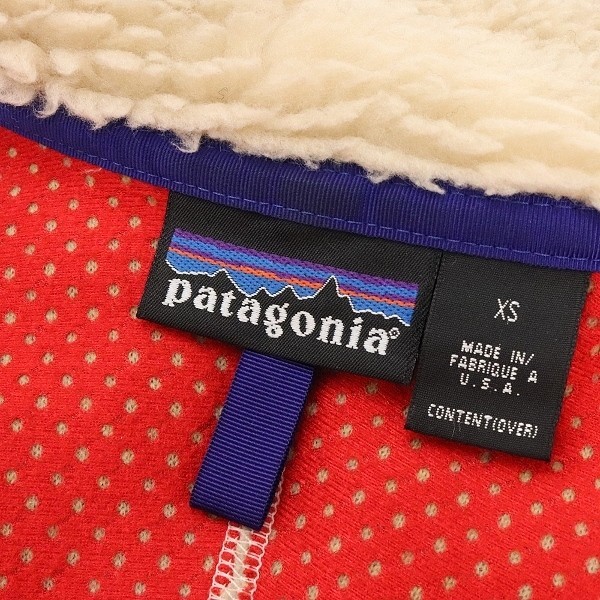 patagonia®
XS
MADE IN/
FABRIQUE A
U.S.A.
CONTENT(OVER)